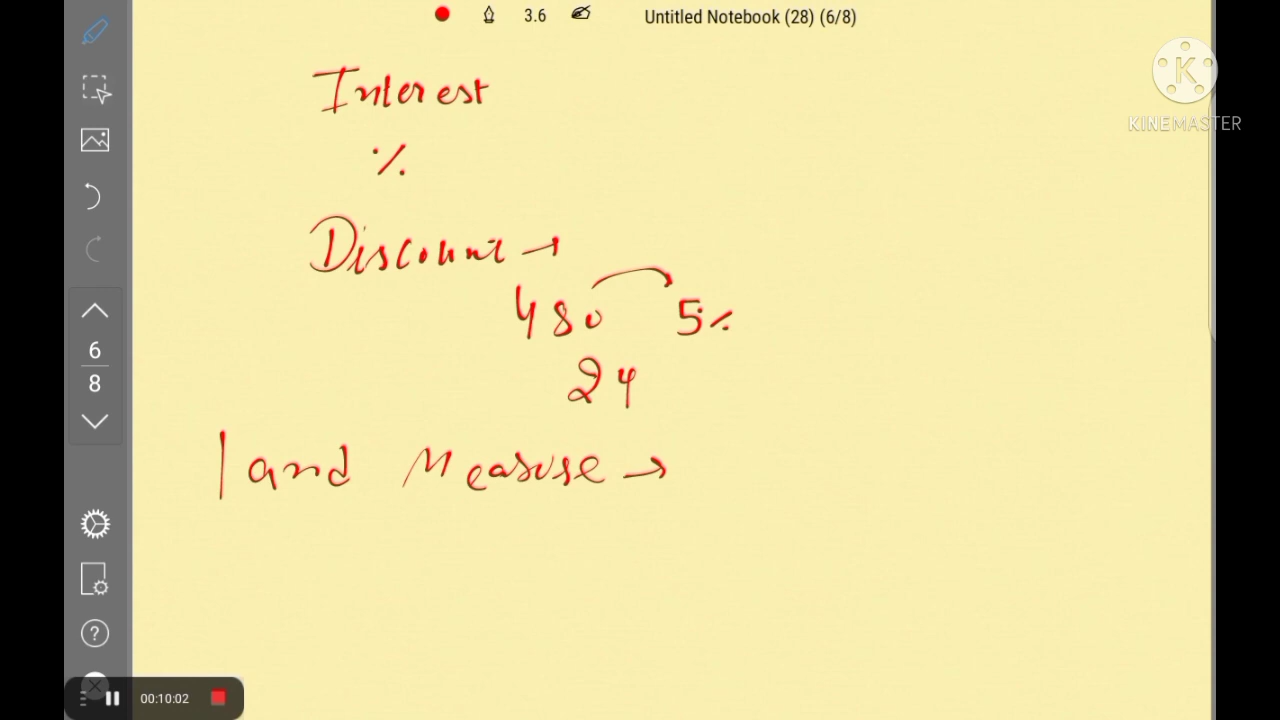 3.6 Untitled Notebook (28) (6/8)
KINEMASTER
Interest
%
Discount →
480 5%
24
land Measure →
6
8
00:10:02